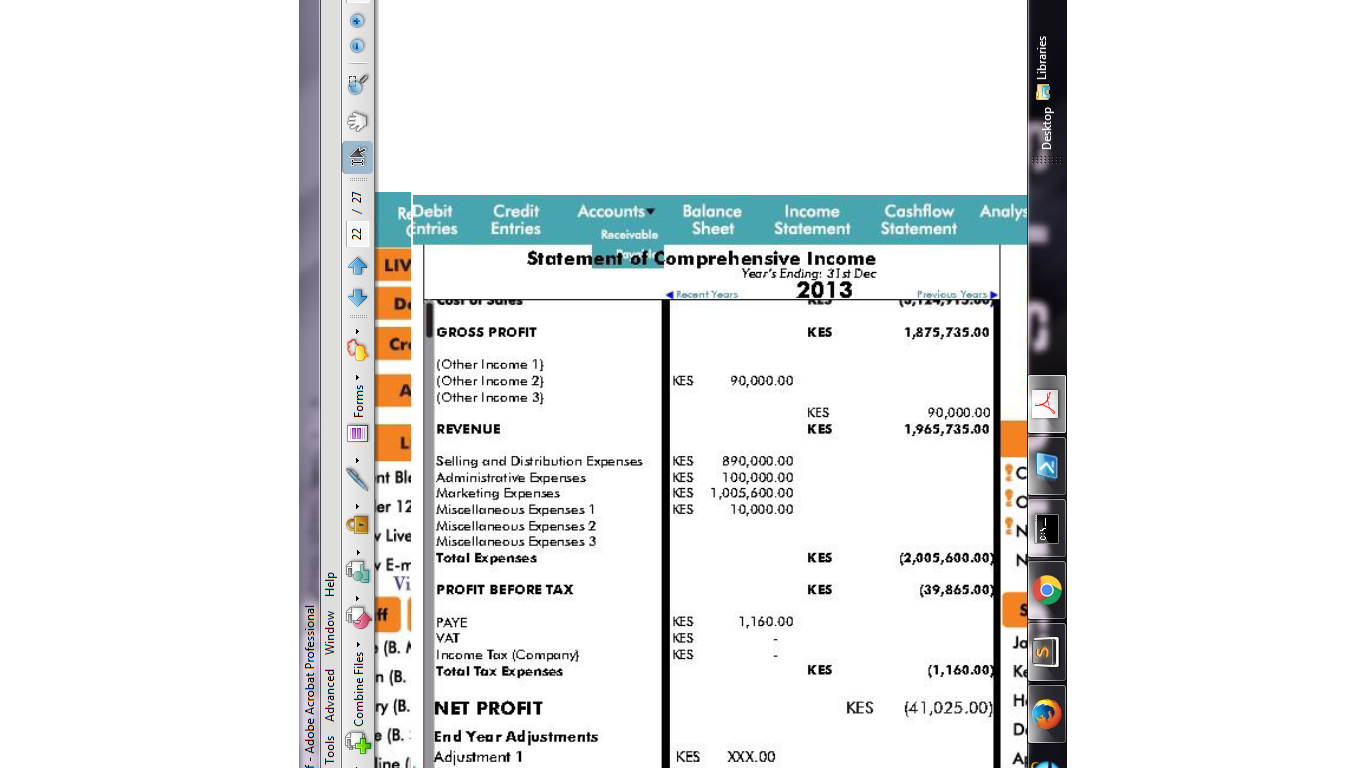 Debit Entries
Credit Entries
Accounts
Balance Sheet
Income Statement
Cashflow Statement
Analys
Receivable
Statement of Comprehensive Income
Year's Ending: 31st Dec
Recent Years 2013 Previous Years
Cost of Sales KES
GROSS PROFIT KES 1,875,735.00
(Other Income 1)
(Other Income 2) KES 90,000.00
(Other Income 3)
KES 90,000.00
REVENUE KES 1,965,735.00
Selling and Distribution Expenses KES 890,000.00
Administrative Expenses KES 100,000.00
Marketing Expenses KES 1,005,600.00
Miscellaneous Expenses 1 KES 10,000.00
Miscellaneous Expenses 2
Miscellaneous Expenses 3
Total Expenses KES (2,005,600.00)
PROFIT BEFORE TAX KES (39,865.00)
PAYE KES 1,160.00
VAT KES -
Income Tax (Company) KES -
Total Tax Expenses KES (1,160.00)
NET PROFIT KES (41,025.00)
End Year Adjustments
Adjustment 1 KES XXX.00
Re
LIV
De
Cr
A
L
nt Bl
er 12
v Live
v E-m
Vi
ff
(B.
n (B.
ry (B.
e (B.
line (
C
O
N
N
S
Ja
Ke
H
D
A
f - Adobe Acrobat Professional
Tools Advanced Window Help
Combine Files
Forms
22 / 27
Desktop
Libraries